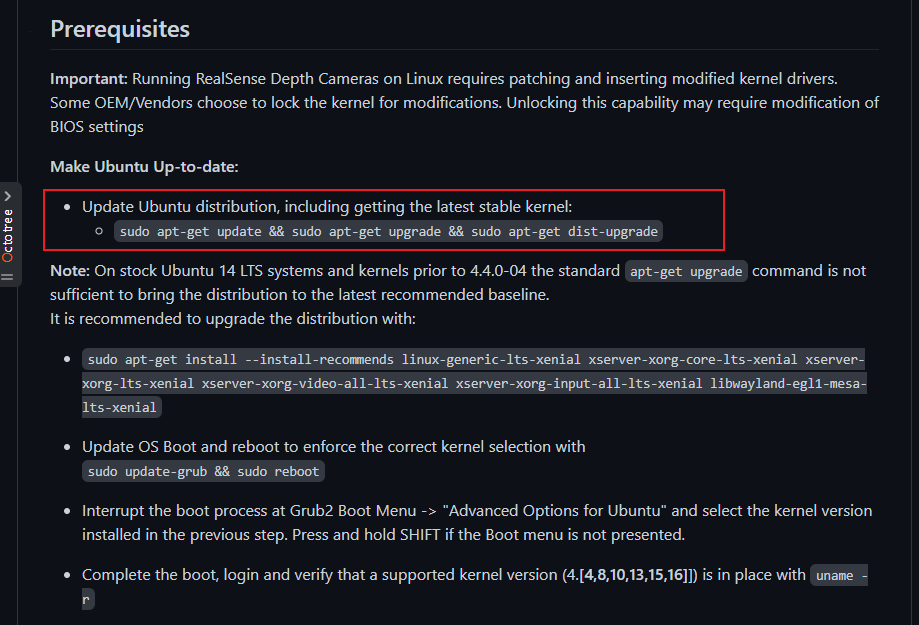 Prerequisites
Important: Running RealSense Depth Cameras on Linux requires patching and inserting modified kernel drivers.
Some OEM/Vendors choose to lock the kernel for modifications. Unlocking this capability may require modification of
BIOS settings
Make Ubuntu Up-to-date:
Octotree
• Update Ubuntu distribution, including getting the latest stable kernel:
◦ sudo apt-get update && sudo apt-get upgrade && sudo apt-get dist-upgrade
Note: On stock Ubuntu 14 LTS systems and kernels prior to 4.4.0-04 the standard apt-get upgrade command is not
sufficient to bring the distribution to the latest recommended baseline.
It is recommended to upgrade the distribution with:
• sudo apt-get install --install-recommends linux-generic-lts-xenial xserver-xorg-core-lts-xenial xserver-
xorg-lts-xenial xserver-xorg-video-all-lts-xenial xserver-xorg-input-all-lts-xenial libwayland-egl1-mesa-
lts-xenial
• Update OS Boot and reboot to enforce the correct kernel selection with
sudo update-grub && sudo reboot
• Interrupt the boot process at Grub2 Boot Menu -> "Advanced Options for Ubuntu" and select the kernel version
installed in the previous step. Press and hold SHIFT if the Boot menu is not presented.
• Complete the boot, login and verify that a supported kernel version (4.[4,8,10,13,15,16]]) is in place with uname -
r